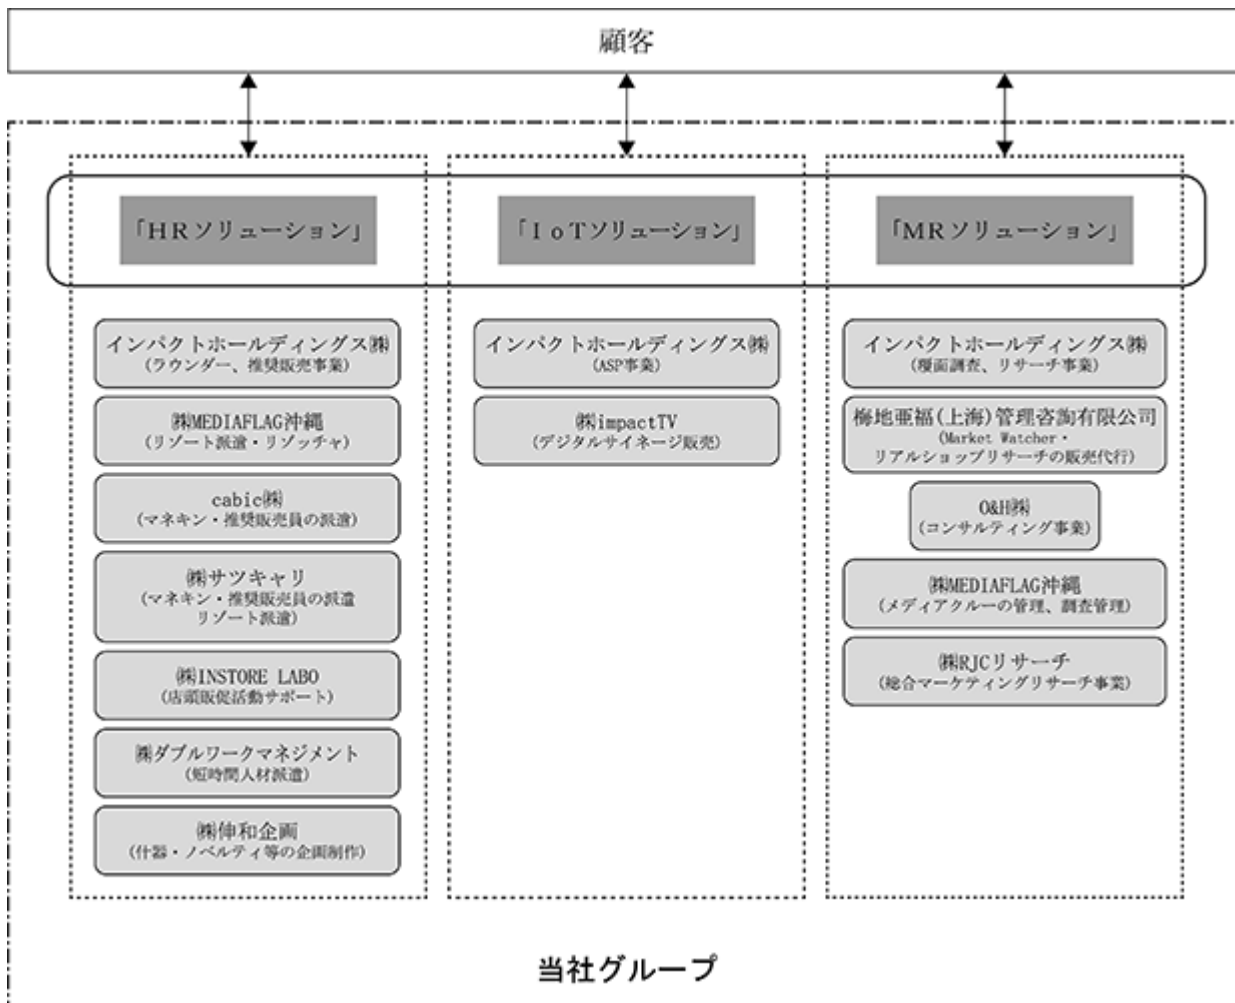 顧客
「HRソリューション」
インパクトホールディングス㈱
(ラウンダー、推奨販売事業)
㈱MEDIAFLAG沖縄
(リゾート派遣・リゾッチャ)
cabic㈱
(マネキン・推奨販売員の派遣)
㈱サツキャリ
(マネキン・推奨販売員の派遣
リゾート派遣)
㈱INSTORE LABO
(店頭販促活動サポート)
㈱ダブルワークマネジメント
(短時間人材派遣)
㈱伸和企画
(什器・ノベルティ等の企画制作)
「IoTソリューション」
インパクトホールディングス㈱
(ASP事業)
㈱impactTV
(デジタルサイネージ販売)
「MRソリューション」
インパクトホールディングス㈱
(覆面調査、リサーチ事業)
梅地亜福(上海)管理咨詢有限公司
(Market Watcher・
リアルショップリサーチの販売代行)
O&H㈱
(コンサルティング事業)
㈱MEDIAFLAG沖縄
(メディアクルーの管理、調査管理)
㈱RJCリサーチ
(総合マーケティングリサーチ事業)
当社グループ